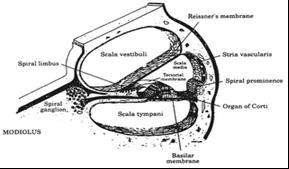 Reissner's membrane
Scala vestibuli
Stria vascularis
Scala
media
Spiral limbus
Tectorial
membrane
Spiral prominence
Spiral
ganglion
Organ of Corti
Scala tympani
MODIOLUS
Basilar
membrane